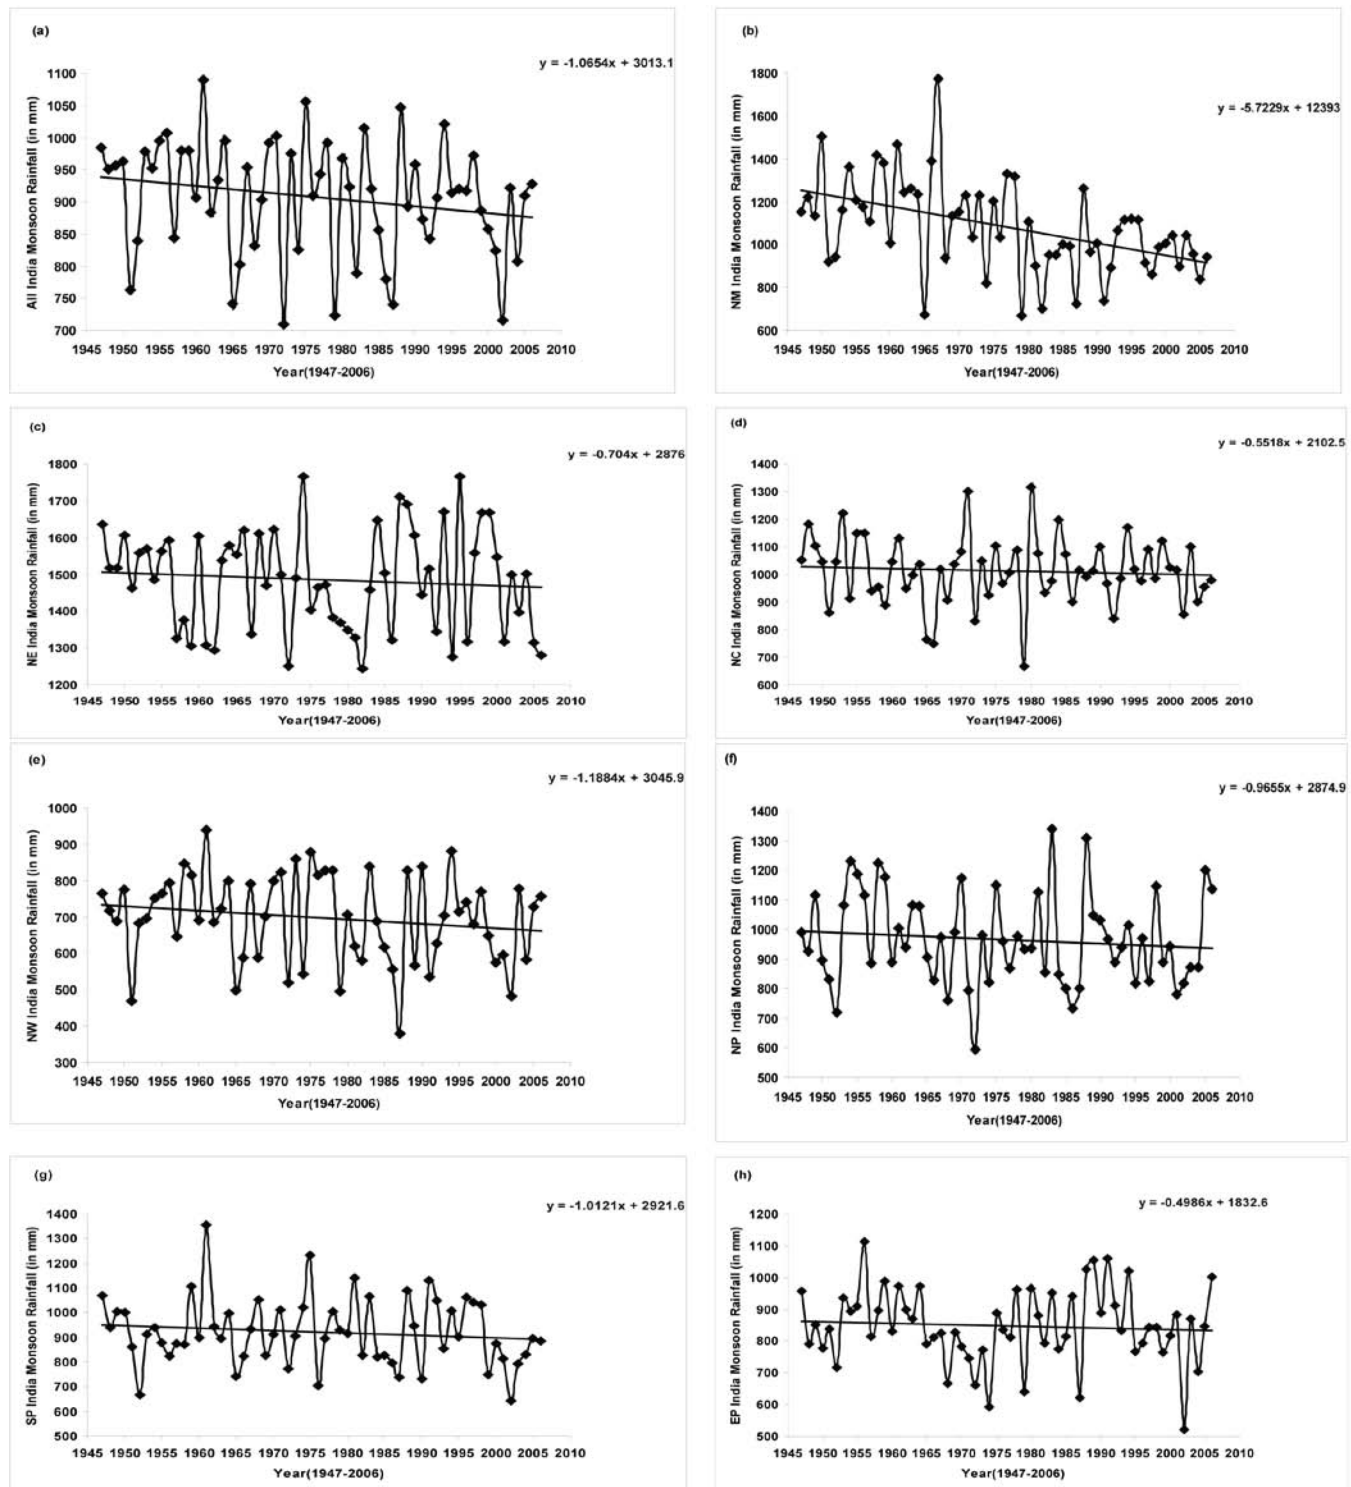 (a)
y = -1.0654x + 3013.1
All India Monsoon Rainfall (in mm)
1100
1050
1000
950
900
850
800
750
700
1945 1950 1955 1960 1965 1970 1975 1980 1985 1990 1995 2000 2005 2010
Year(1947-2006)
(b)
y = -5.7229x + 12393
NM India Monsoon Rainfall (in mm)
1800
1600
1400
1200
1000
800
600
1945 1950 1955 1960 1965 1970 1975 1980 1985 1990 1995 2000 2005 2010
Year(1947-2006)
(c)
y = -0.704x + 2876
NE India Monsoon Rainfall (in mm)
1800
1700
1600
1500
1400
1300
1200
1945 1950 1955 1960 1965 1970 1975 1980 1985 1990 1995 2000 2005 2010
Year(1947-2006)
(d)
y = -0.5518x + 2102.5
NC India Monsoon Rainfall (in mm)
1400
1300
1200
1100
1000
900
800
700
600
1945 1950 1955 1960 1965 1970 1975 1980 1985 1990 1995 2000 2005 2010
Year(1947-2006)
(e)
y = -1.1884x + 3045.9
NW India Monsoon Rainfall (in mm)
1000
900
800
700
600
500
400
300
1945 1950 1955 1960 1965 1970 1975 1980 1985 1990 1995 2000 2005 2010
Year(1947-2006)
(f)
y = -0.9655x + 2874.9
NP India Monsoon Rainfall (in mm)
1400
1300
1200
1100
1000
900
800
700
600
500
1945 1950 1955 1960 1965 1970 1975 1980 1985 1990 1995 2000 2005 2010
Year(1947-2006)
(g)
y = -1.0121x + 2921.6
SP India Monsoon Rainfall (in mm)
1400
1300
1200
1100
1000
900
800
700
600
500
1945 1950 1955 1960 1965 1970 1975 1980 1985 1990 1995 2000 2005 2010
Year(1947-2006)
(h)
y = -0.4986x + 1832.6
EP India Monsoon Rainfall (in mm)
1200
1100
1000
900
800
700
600
500
1945 1950 1955 1960 1965 1970 1975 1980 1985 1990 1995 2000 2005 2010
Year(1947-2006)